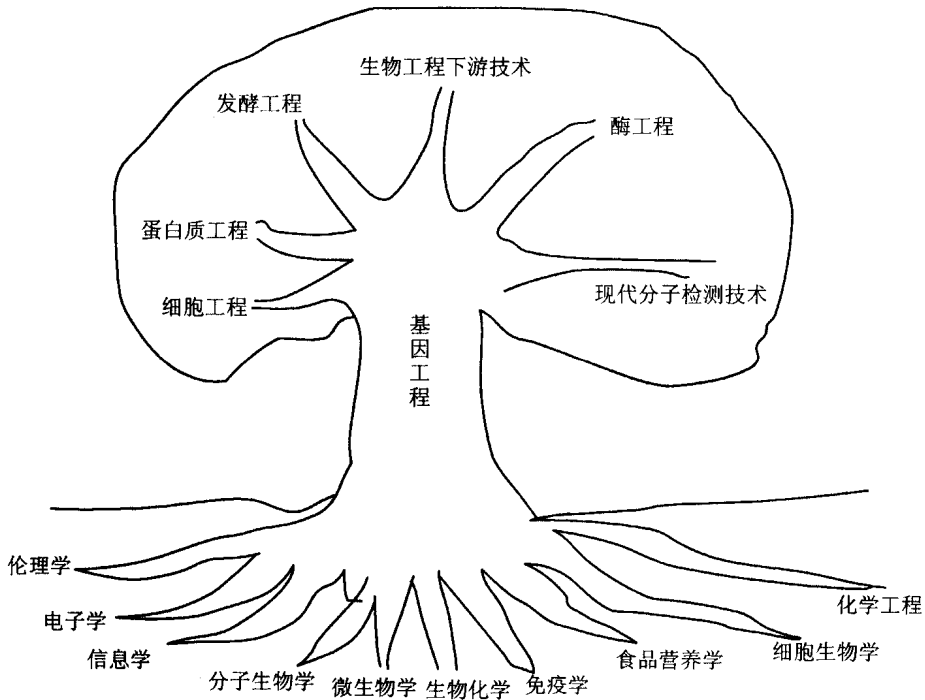 生物工程下游技术
发酵工程
酶工程
蛋白质工程
细胞工程
现代分子检测技术
基因工程
伦理学
电子学
信息学
分子生物学
微生物学
生物化学
免疫学
食品营养学
细胞生物学
化学工程